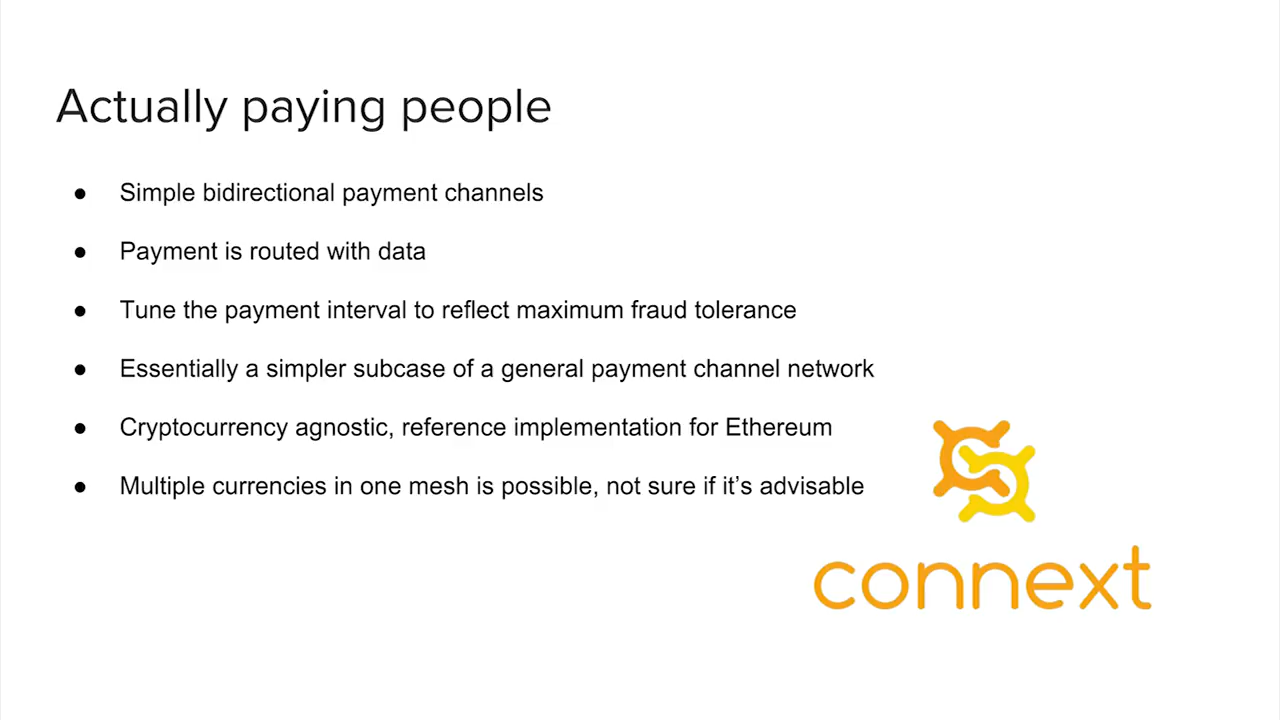 Actually paying people
● Simple bidirectional payment channels
● Payment is routed with data
● Tune the payment interval to reflect maximum fraud tolerance
● Essentially a simpler subcase of a general payment channel network
● Cryptocurrency agnostic, reference implementation for Ethereum
● Multiple currencies in one mesh is possible, not sure if it’s advisable
connext